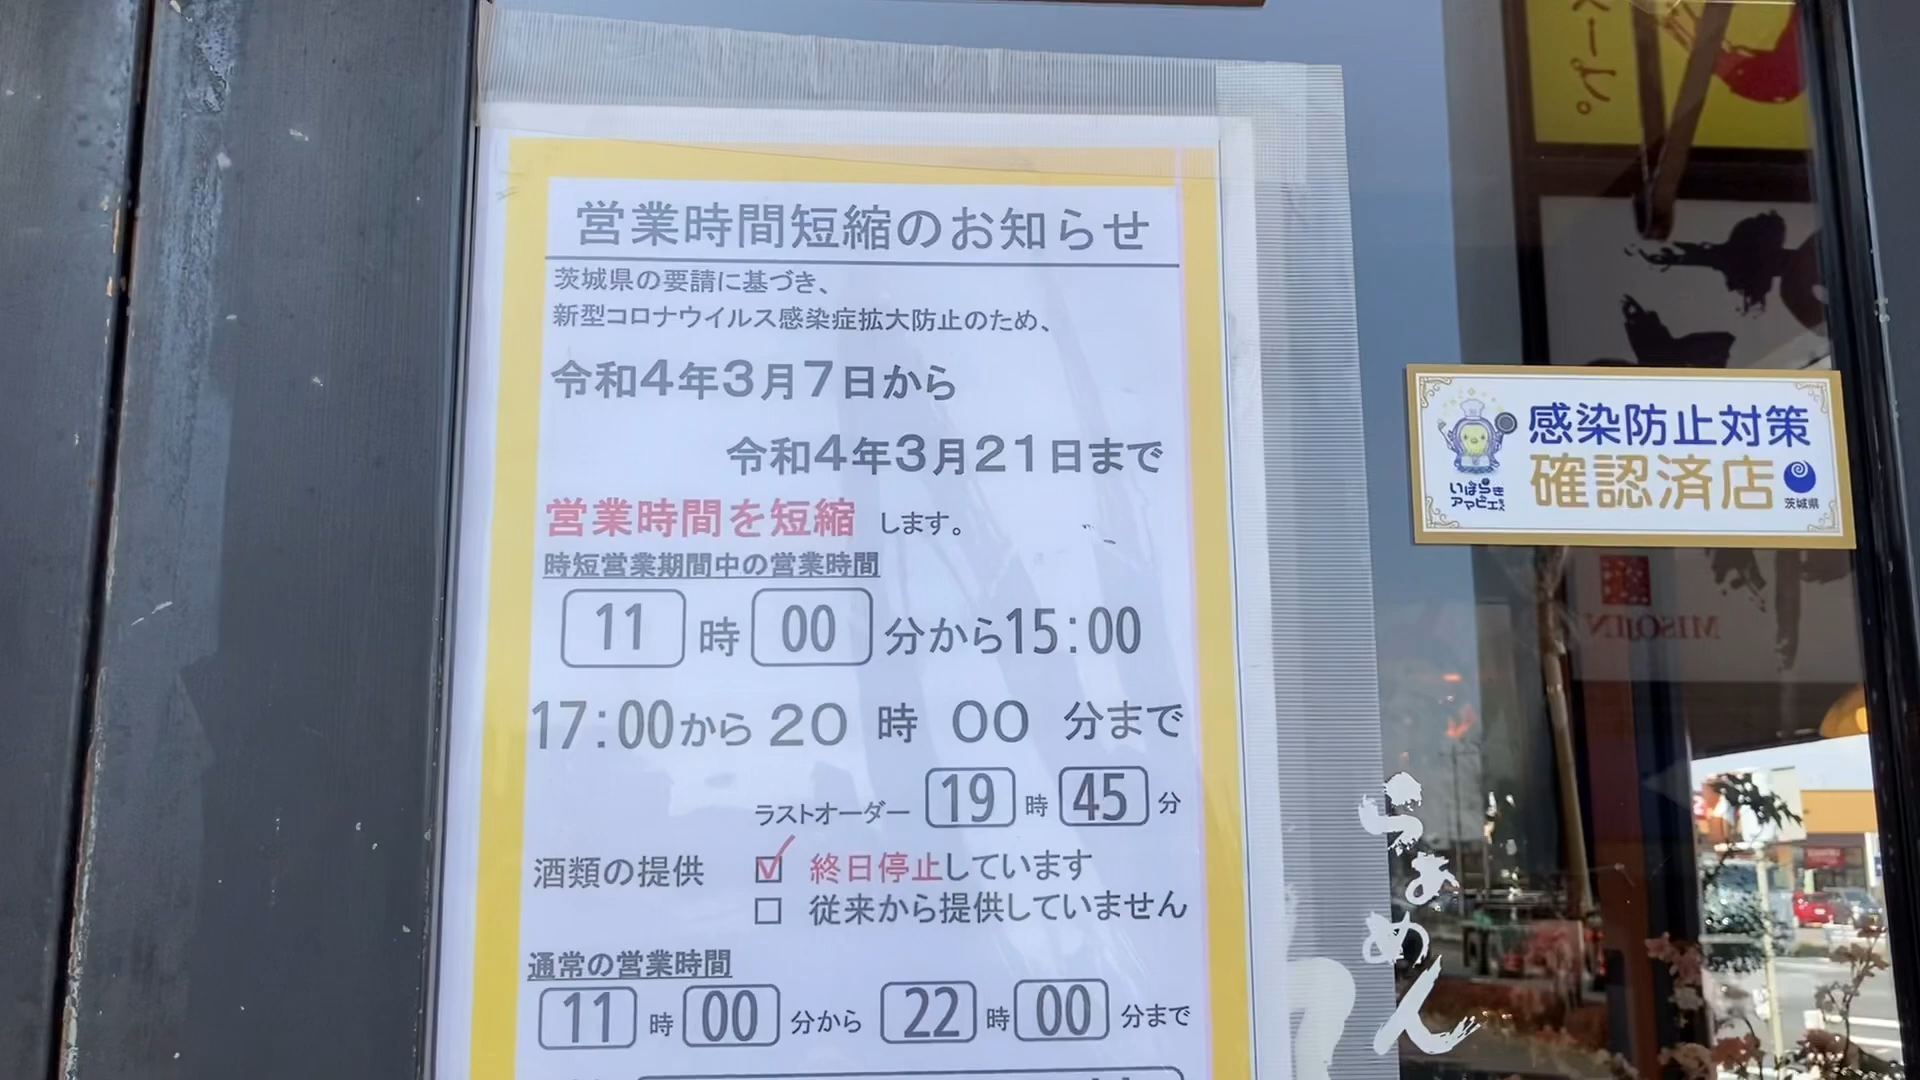 営業時間短縮のお知らせ
茨城県の要請に基づき、
新型コロナウイルス感染症拡大防止のため、
令和4年3月7日から
令和4年3月21日まで
営業時間を短縮 します。
時短営業期間中の営業時間
11 時 00 分から15:00
17:00から 20 時 00 分まで
ラストオーダー 19 時 45 分
酒類の提供 ☑ 終日停止しています
□ 従来から提供していません
通常の営業時間
11 時 00 分から 22 時 00 分まで
感染防止対策
確認済店
いばらき
アマビエちゃん
茨城県
MISOJIN
らぁめん
ープ。